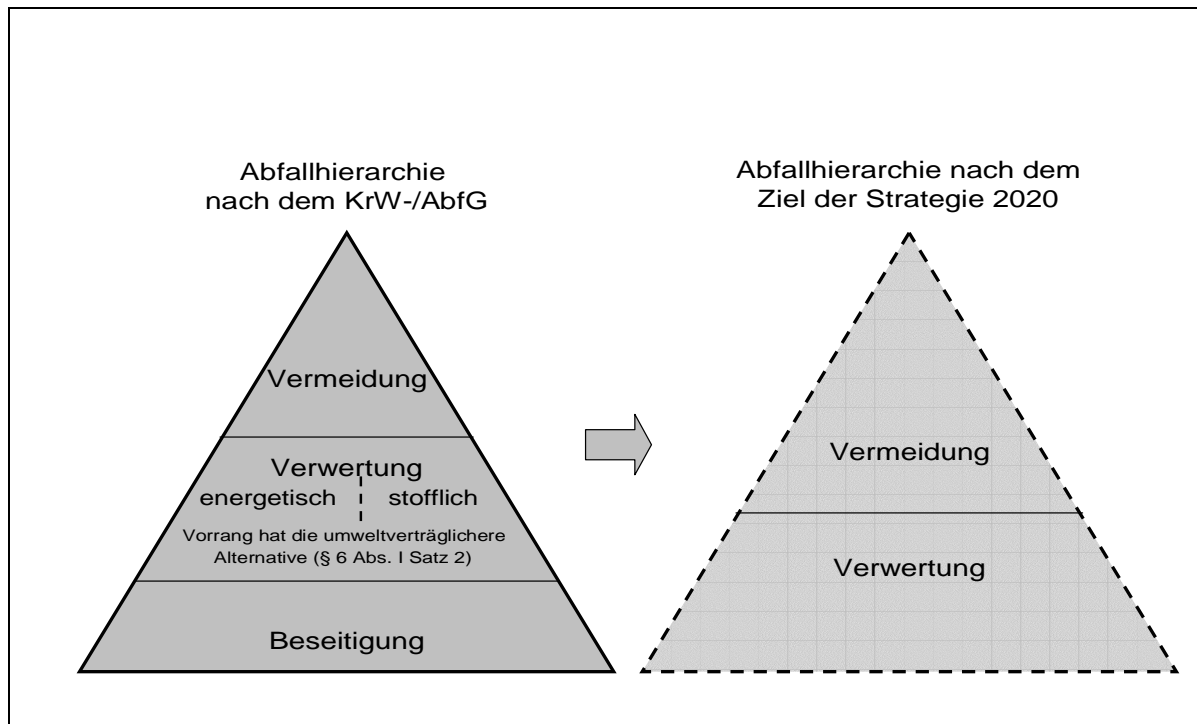 Abfallhierarchie
nach dem KrW-/AbfG
Vermeidung
Verwertung
energetisch stofflich
Vorrang hat die umweltverträglichere
Alternative (§ 6 Abs. I Satz 2)
Beseitigung
Abfallhierarchie nach dem
Ziel der Strategie 2020
Vermeidung
Verwertung